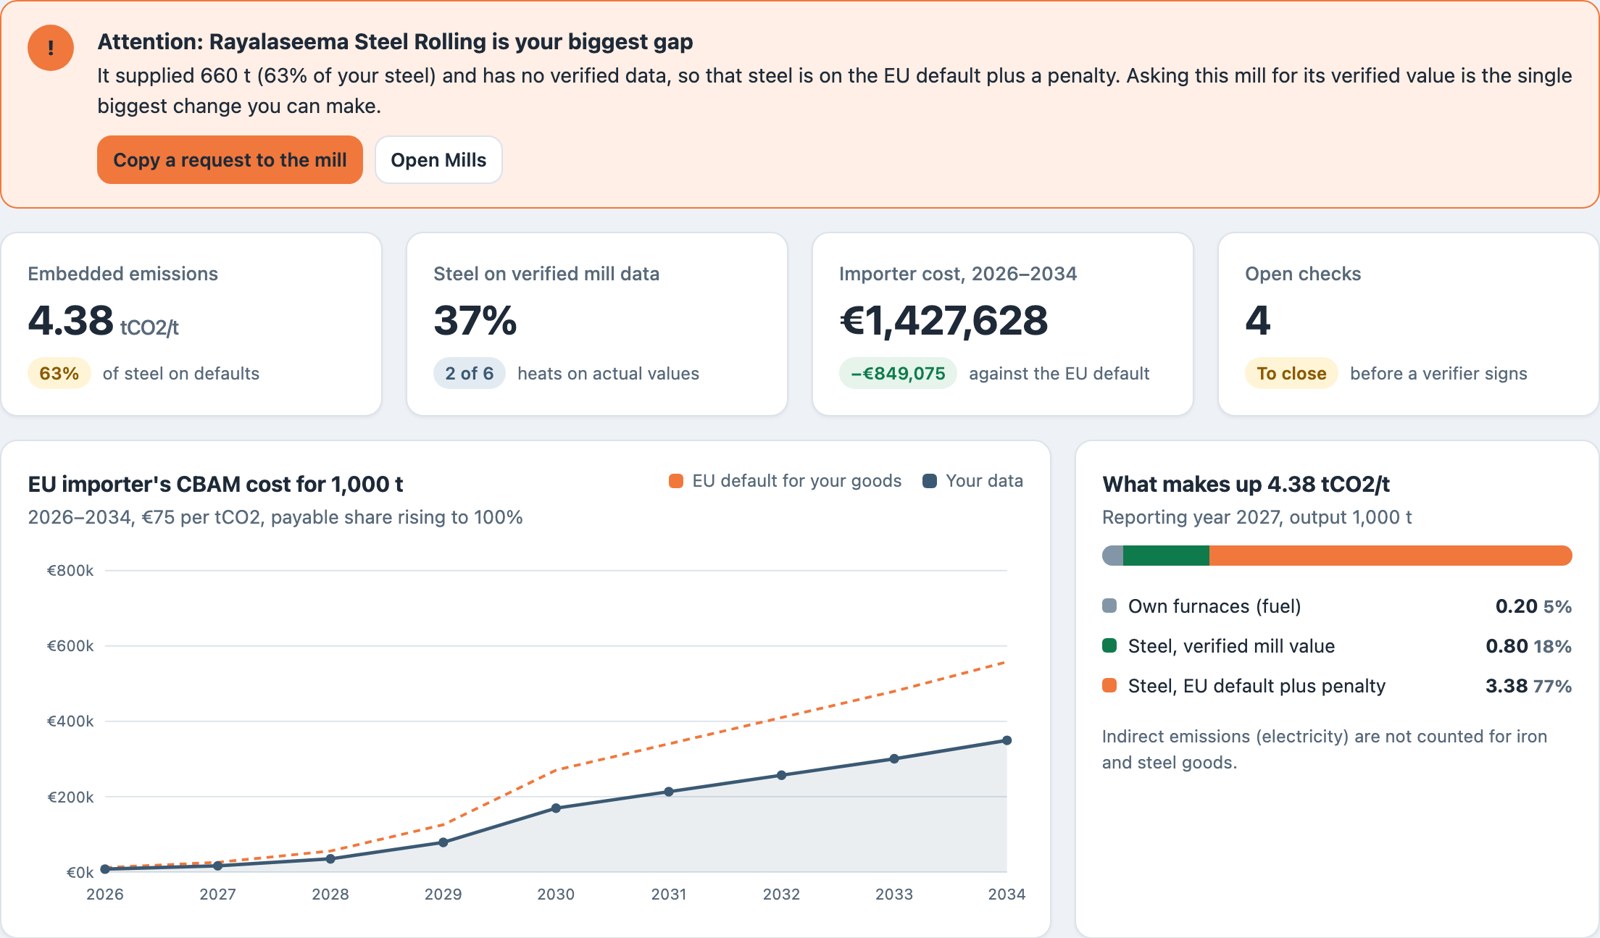 !
Attention: Rayalaseema Steel Rolling is your biggest gap
It supplied 660 t (63% of your steel) and has no verified data, so that steel is on the EU default plus a penalty. Asking this mill for its verified value is the single
biggest change you can make.
Copy a request to the mill
Open Mills
Embedded emissions
4.38 tCO2/t
63% of steel on defaults
Steel on verified mill data
37%
2 of 6 heats on actual values
Importer cost, 2026–2034
€1,427,628
−€849,075 against the EU default
Open checks
4
To close before a verifier signs
EU importer's CBAM cost for 1,000 t
2026–2034, €75 per tCO2, payable share rising to 100%
EU default for your goods
Your data
€800k
€600k
€400k
€200k
€0k
2026 2027 2028 2029 2030 2031 2032 2033 2034
What makes up 4.38 tCO2/t
Reporting year 2027, output 1,000 t
Own furnaces (fuel) 0.20 5%
Steel, verified mill value 0.80 18%
Steel, EU default plus penalty 3.38 77%
Indirect emissions (electricity) are not counted for iron
and steel goods.